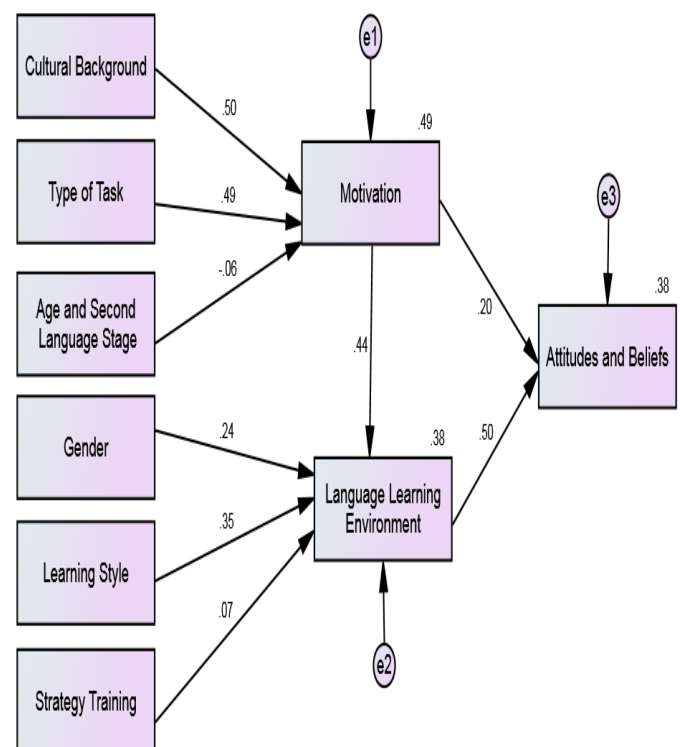 Cultural Background
e1
.50
.49
Type of Task
.49
Motivation
e3
-.06
Age and Second
Language Stage
.20
.38
.44
Attitudes and Beliefs
Gender
.24
.38
.50
Language Learning
Environment
.35
Learning Style
.07
e2
Strategy Training